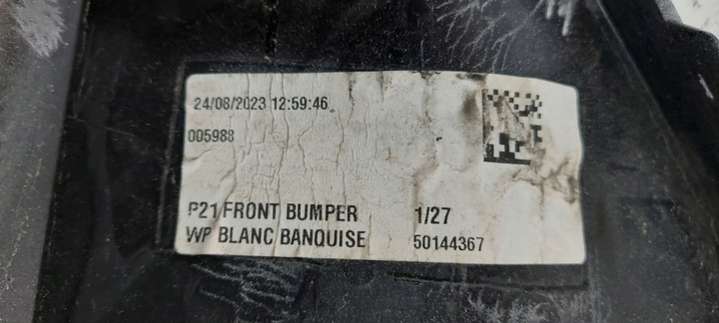 24/08/2023 12:59:46
005988
P21 FRONT BUMPER 1/27
WP BLANC BANQUISE 50144367